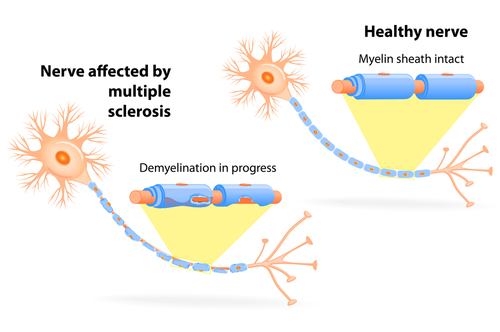 Healthy nerve
Myelin sheath intact
Nerve affected by
multiple
sclerosis
Demyelination in progress